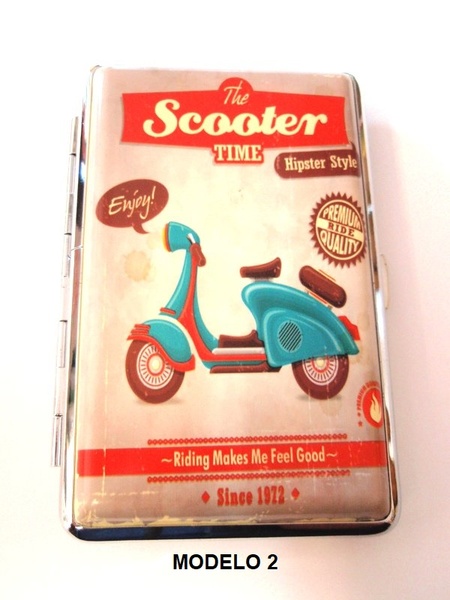 The
Scooter
TIME
Hipster Style
Enjoy!
PREMIUM
RIDE
QUALITY
~Riding Makes Me Feel Good~
Since 1972
MODELO 2